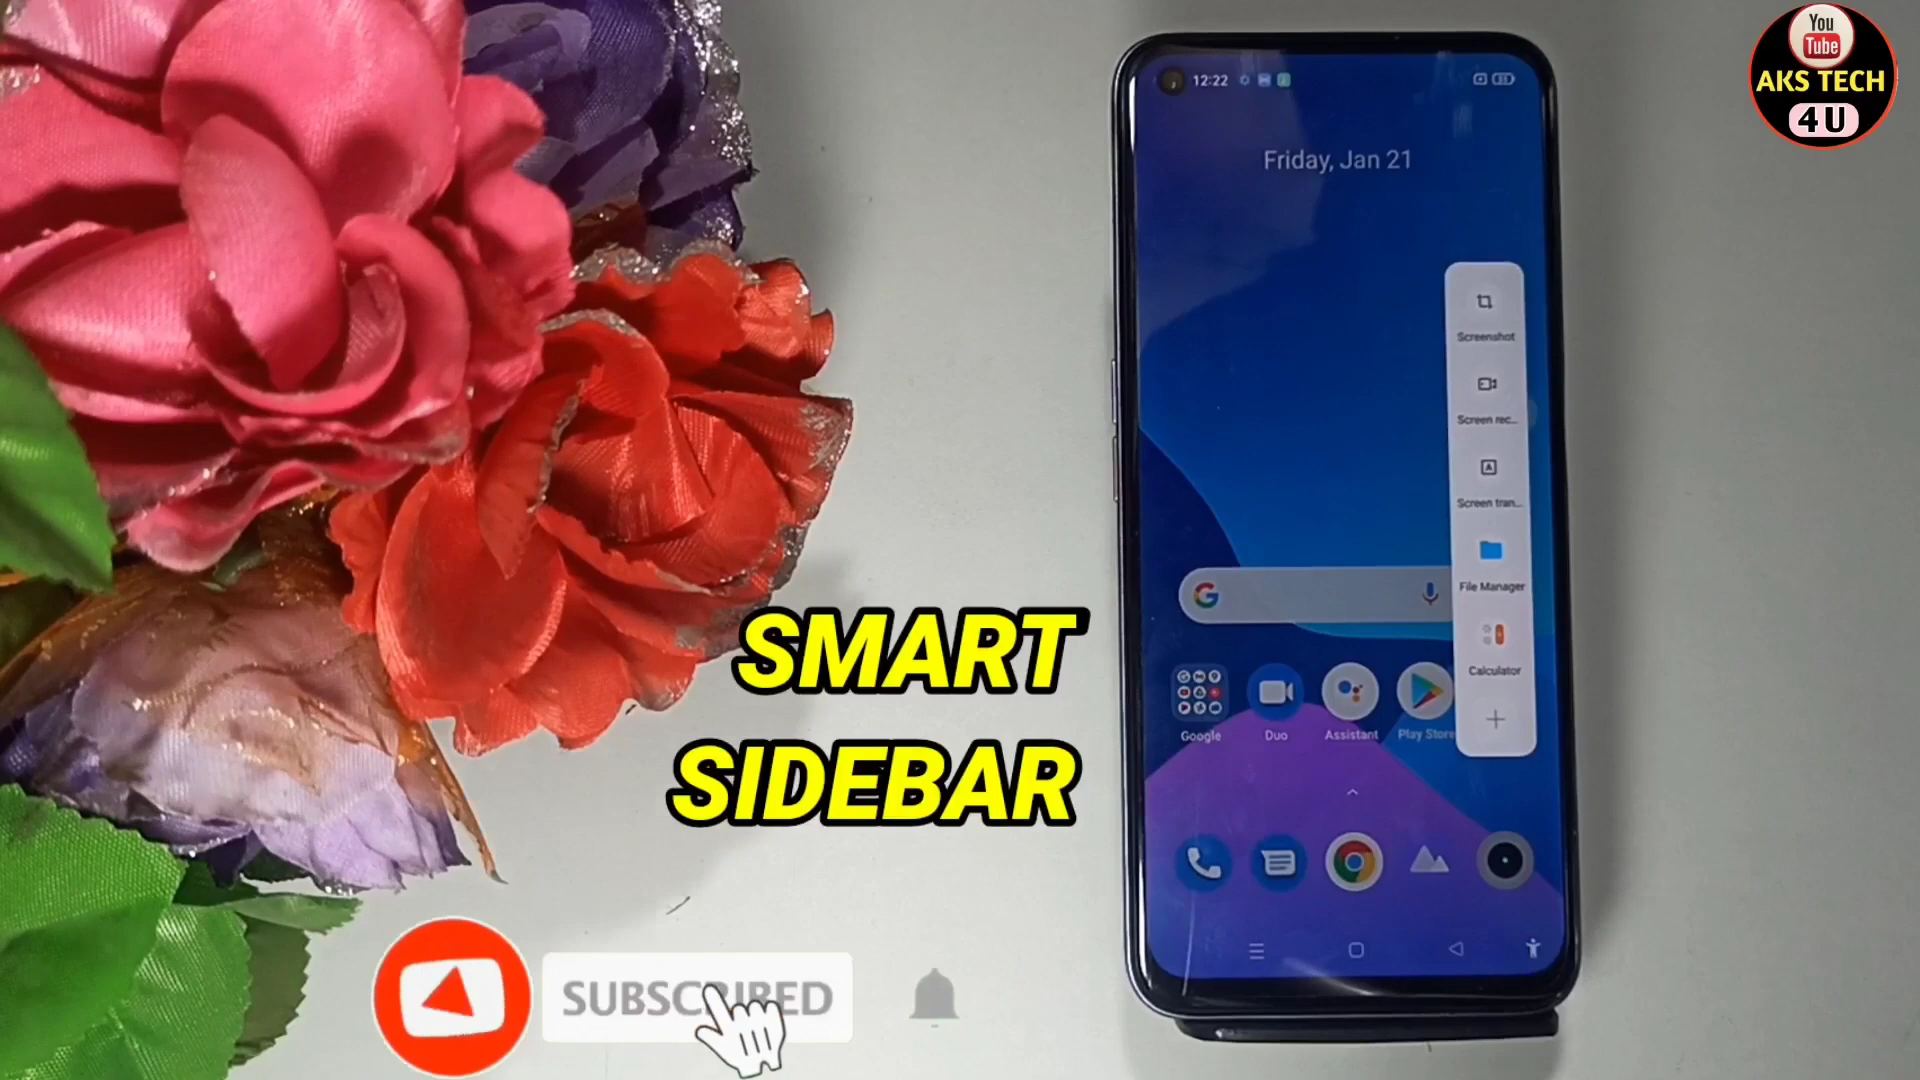 You
Tube
AKS TECH
4U
12:22
Friday, Jan 21
Screenshot
Screen rec...
Screen tran...
File Manager
Calculator
Google
Duo
Assistant
Play Store
SMART
SIDEBAR
SUBSCRIBED